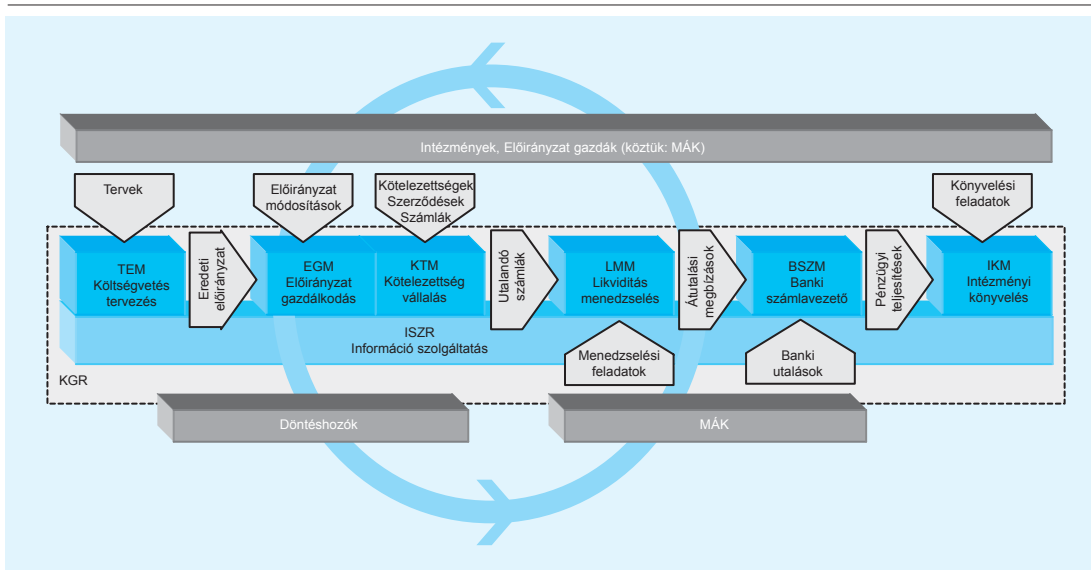 Intézmények, Előirányzat gazdák (köztük: MÁK)
Tervek
Előirányzat
módosítások
Kötelezettségek
Szerződések
Számlák
Könyvelési
feladatok
TEM
Költségvetés
tervezés
Eredeti
előirányzat
EGM
Előirányzat
gazdálkodás
KTM
Kötelezettség
vállalás
Utalandó
számlák
LMM
Likviditás
menedzselés
Átutalási
megbízások
BSZM
Banki
számlavezető
Pénzügyi
teljesítések
IKM
Intézményi
könyvelés
ISZR
Információ szolgáltatás
Menedzselési
feladatok
Banki
utalások
KGR
Döntéshozók
MÁK